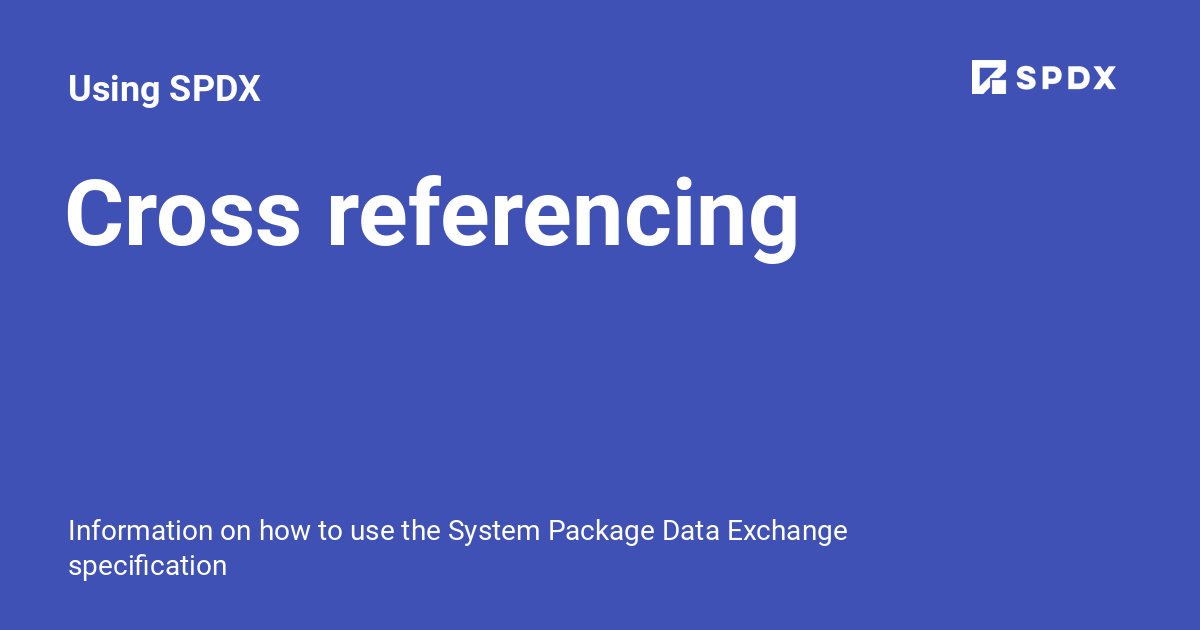 Using SPDX
SPDX
Cross referencing
Information on how to use the System Package Data Exchange
specification